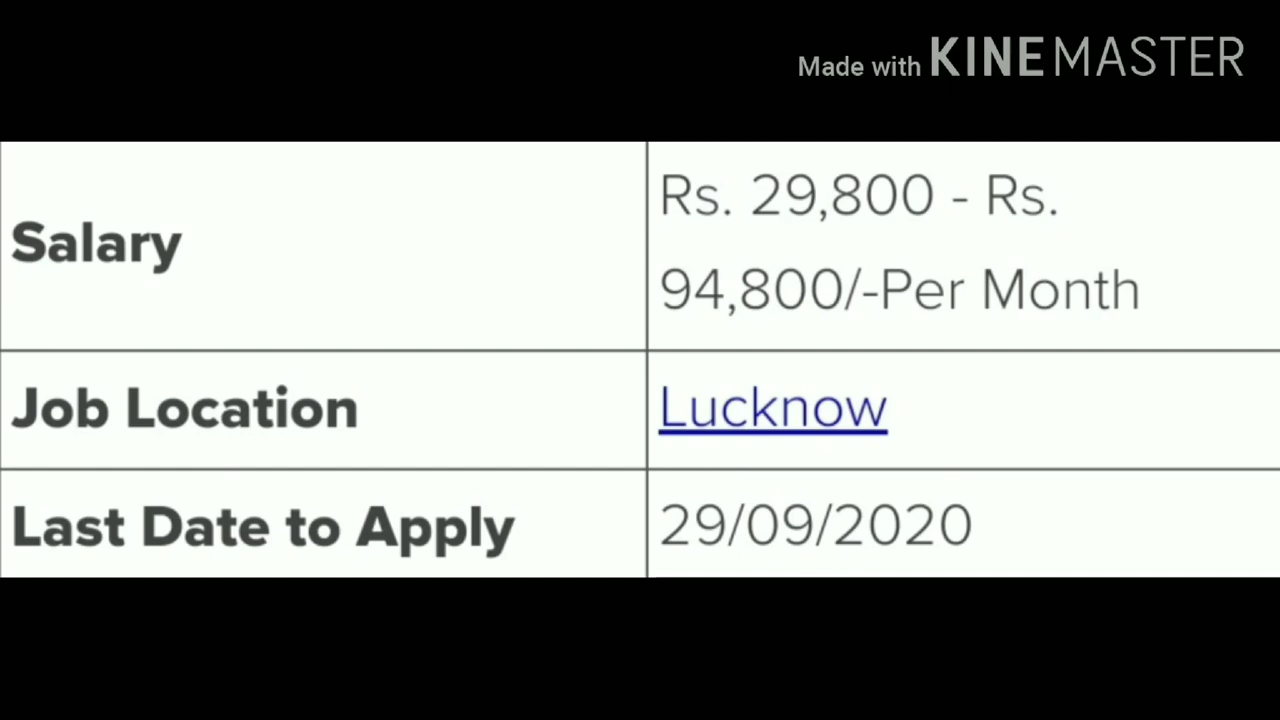 Made with KINEMASTER
Salary
Rs. 29,800 - Rs.
94,800/-Per Month
Job Location
Lucknow
Last Date to Apply
29/09/2020